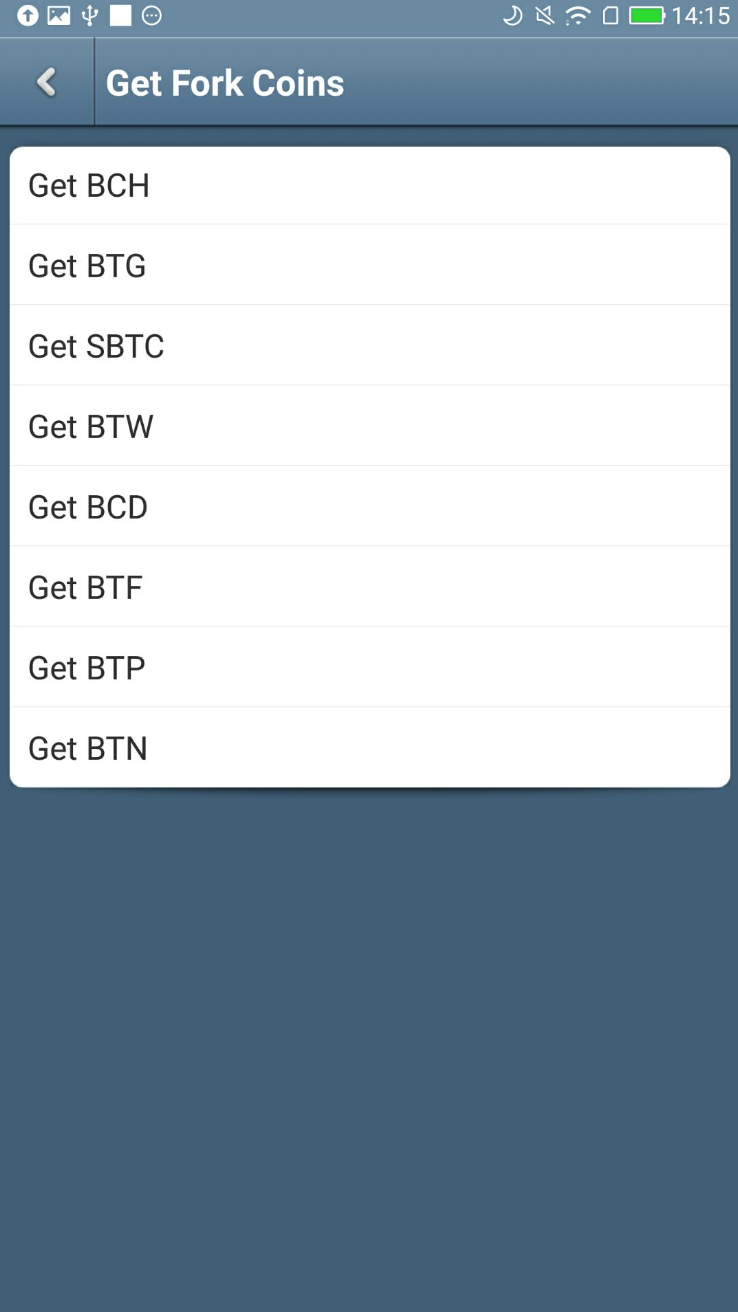 14:15
Get Fork Coins
Get BCH
Get BTG
Get SBTC
Get BTW
Get BCD
Get BTF
Get BTP
Get BTN